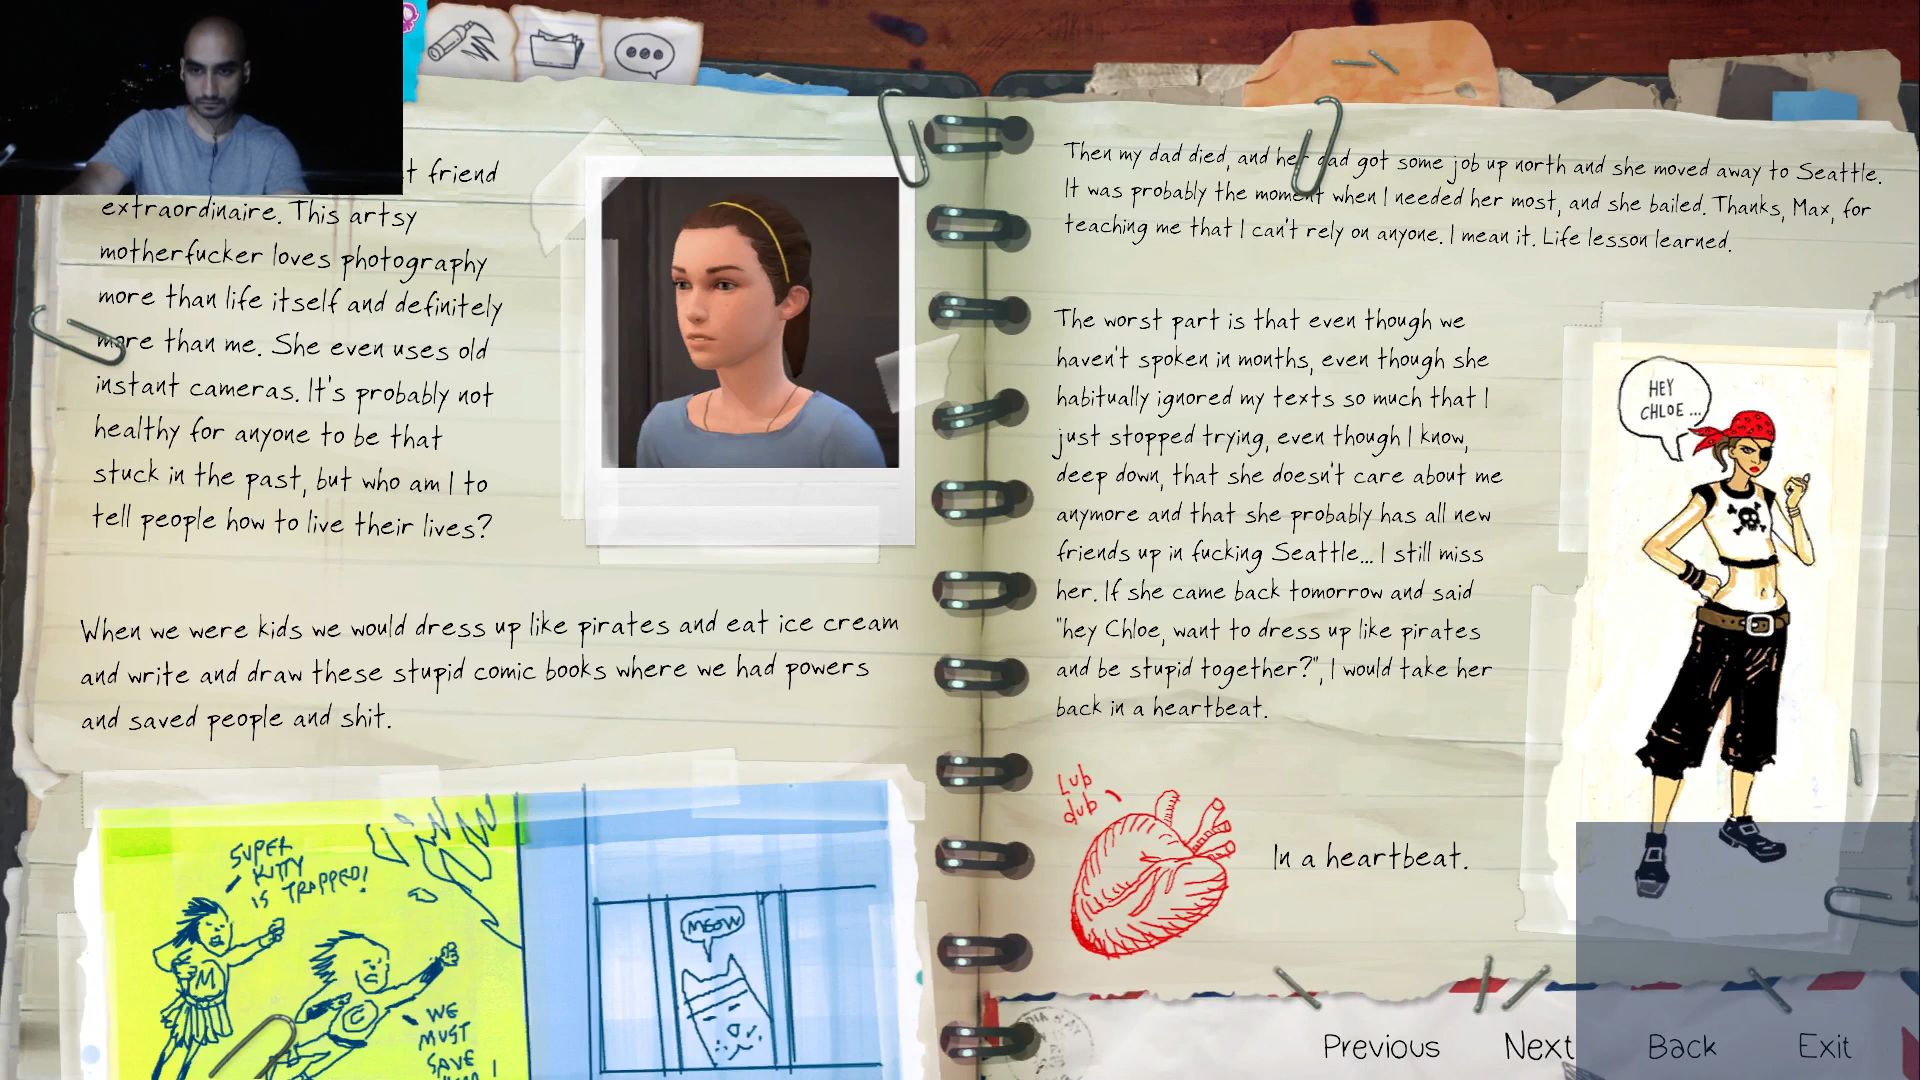 t friend
extraordinaire. This artsy
motherfucker loves photography
more than life itself and definitely
more than me. She even uses old
instant cameras. It's probably not
healthy for anyone to be that
stuck in the past, but who am I to
tell people how to live their lives?
When we were kids we would dress up like pirates and eat ice cream
and write and draw these stupid comic books where we had powers
and saved people and shit.
SUPER
KITTY
IS TRAPPED!
M
C
WE
MUST
SAVE
MEOW
Then my dad died, and her dad got some job up north and she moved away to Seattle.
It was probably the moment when I needed her most, and she bailed. Thanks, Max, for
teaching me that I can't rely on anyone. I mean it. Life lesson learned.
The worst part is that even though we
haven't spoken in months, even though she
habitually ignored my texts so much that I
just stopped trying, even though I know,
deep down, that she doesn't care about me
anymore and that she probably has all new
friends up in fucking Seattle... I still miss
her. If she came back tomorrow and said
"hey Chloe, want to dress up like pirates
and be stupid together?", I would take her
back in a heartbeat.
HEY
CHLOE...
Lub
dub
In a heartbeat.
Previous Next Back Exit